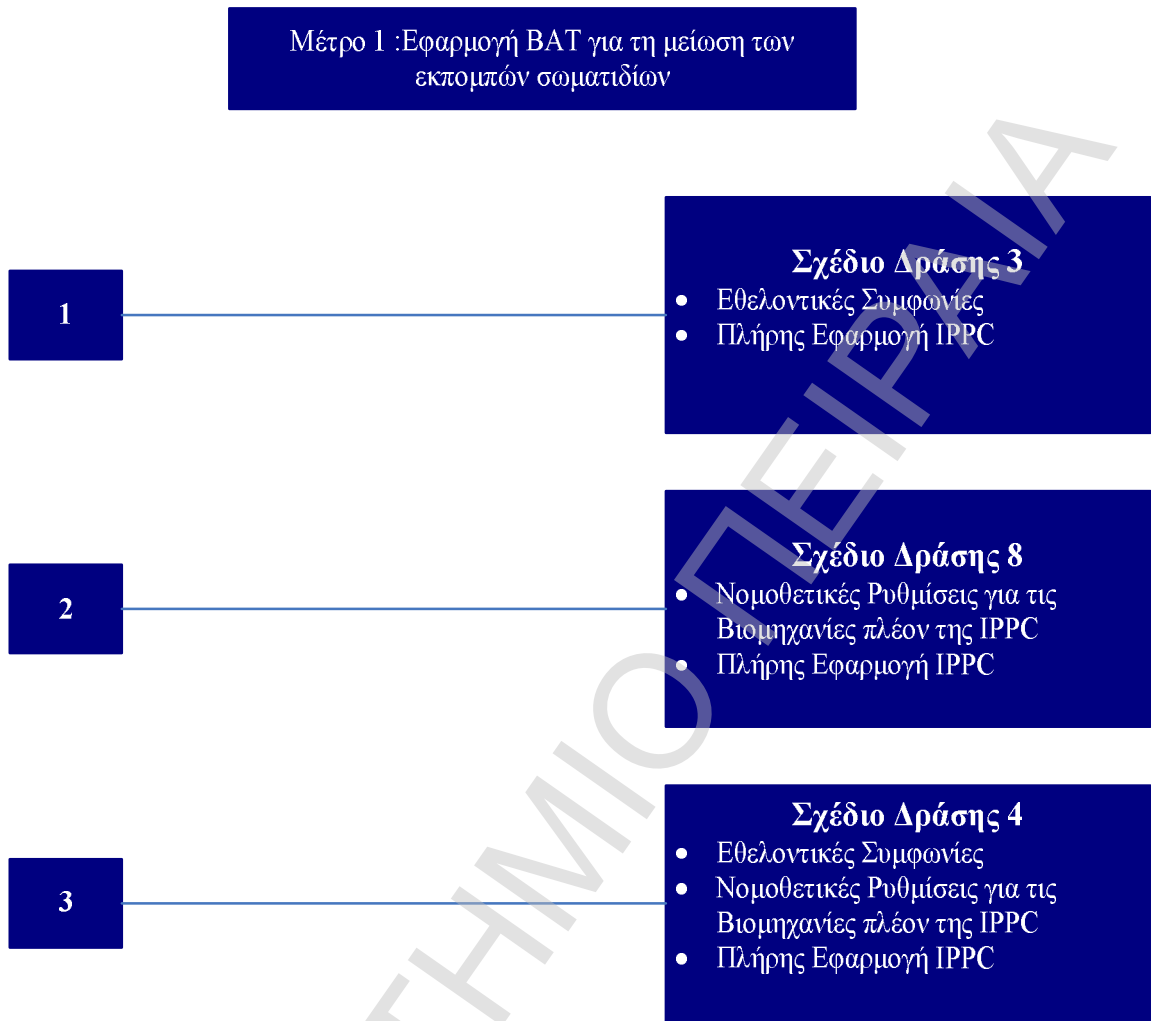 Μέτρο 1 :Εφαρμογή ΒΑΤ για τη μείωση των
εκπομπών σωματιδίων
1
Σχέδιο Δράσης 3
• Εθελοντικές Συμφωνίες
• Πλήρης Εφαρμογή IPPC
2
Σχέδιο Δράσης 8
• Νομοθετικές Ρυθμίσεις για τις
Βιομηχανίες πλέον της IPPC
• Πλήρης Εφαρμογή IPPC
3
Σχέδιο Δράσης 4
• Εθελοντικές Συμφωνίες
• Νομοθετικές Ρυθμίσεις για τις
Βιομηχανίες πλέον της IPPC
• Πλήρης Εφαρμογή IPPC
ΤΗΜΙΟ ΠΕΙΡΑΙΑ